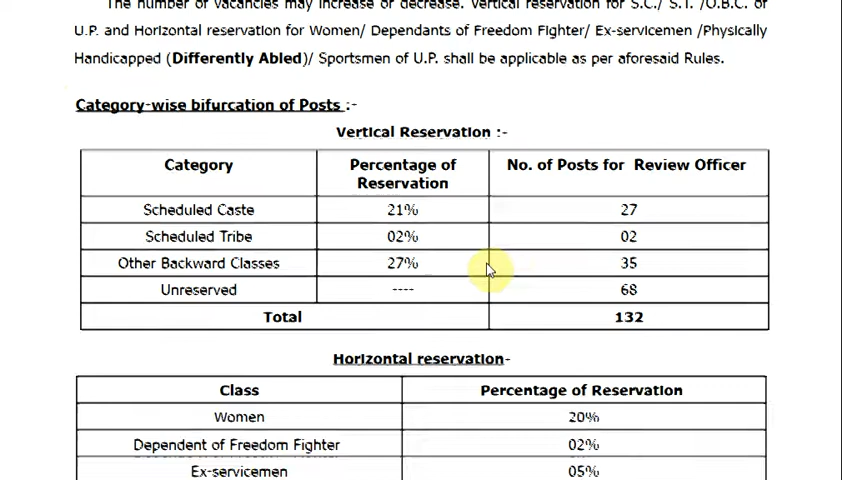 The number of vacancies may increase or decrease. Vertical reservation for S.C./ S.T. /O.B.C. of
U.P. and Horizontal reservation for Women/ Dependants of Freedom Fighter/ Ex-servicemen /Physically
Handicapped (Differently Abled)/ Sportsmen of U.P. shall be applicable as per aforesaid Rules.
Category-wise bifurcation of Posts :-
Vertical Reservation :-
Category Percentage of Reservation No. of Posts for Review Officer
Scheduled Caste 21% 27
Scheduled Tribe 02% 02
Other Backward Classes 27% 35
Unreserved ---- 68
Total 132
Horizontal reservation-
Class Percentage of Reservation
Women 20%
Dependent of Freedom Fighter 02%
Ex-servicemen 05%